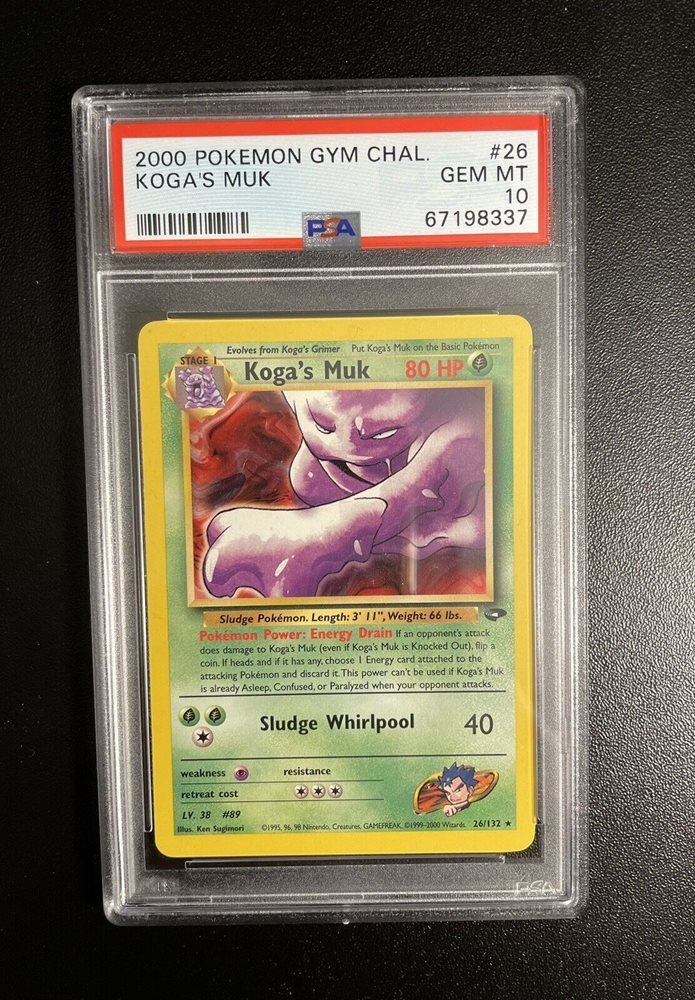 2000 POKEMON GYM CHAL. #26
KOGA'S MUK GEM MT
10
PSA 67198337
Evolves from Koga's Grimer Put Koga's Muk on the Basic Pokémon
STAGE 1
Koga's Muk 80 HP
Sludge Pokémon. Length: 3' 11", Weight: 66 lbs.
Pokémon Power: Energy Drain If an opponent's attack
does damage to Koga's Muk (even if Koga's Muk is Knocked Out), flip a
coin. If heads and if it has any, choose 1 Energy card attached to the
attacking Pokémon and discard it. This power can't be used if Koga's Muk
is already Asleep, Confused, or Paralyzed when your opponent attacks.
Sludge Whirlpool 40
weakness resistance
retreat cost
LV. 38 #89
Illus. Ken Sugimori ©1995, 96, 98 Nintendo, Creatures, GAMEFREAK. ©1999-2000 Wizards. 26/132 ★
PSA